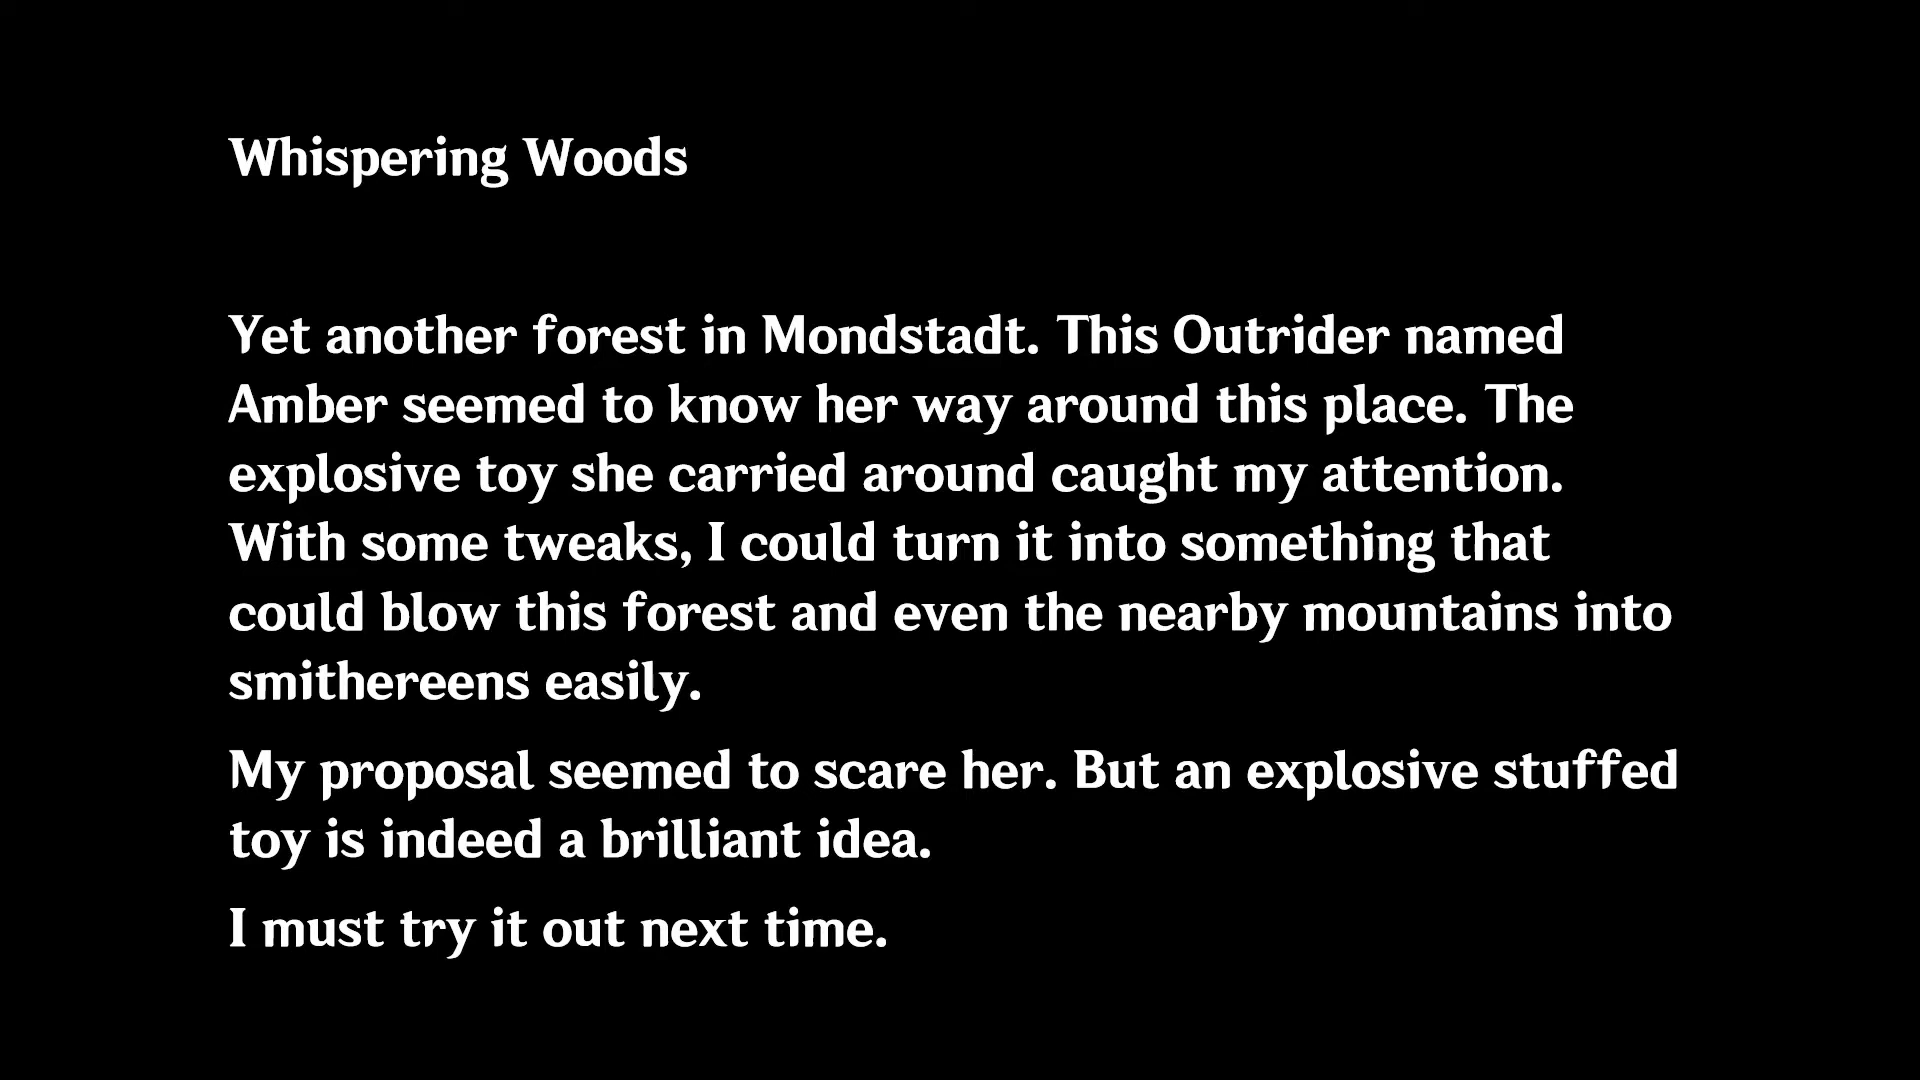 Whispering Woods
Yet another forest in Mondstadt. This Outrider named
Amber seemed to know her way around this place. The
explosive toy she carried around caught my attention.
With some tweaks, I could turn it into something that
could blow this forest and even the nearby mountains into
smithereens easily.
My proposal seemed to scare her. But an explosive stuffed
toy is indeed a brilliant idea.
I must try it out next time.